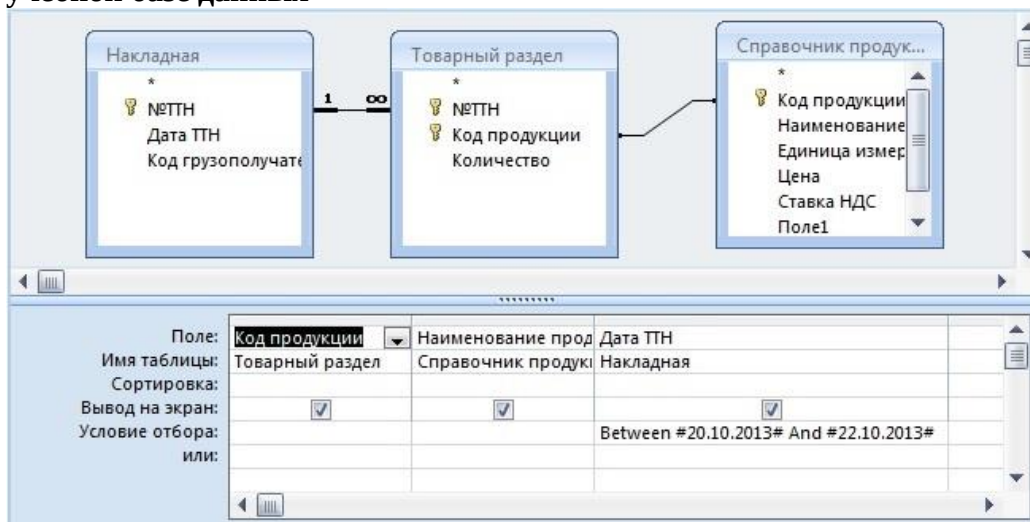 учебной базе данных
Накладная
*
№ТТН
Дата ТТН
Код грузополучате
1 ∞
Товарный раздел
*
№ТТН
Код продукции
Количество
Справочник продук...
*
Код продукции
Наименование
Единица измер
Цена
Ставка НДС
Поле1
Поле: Код продукции Наименование прод Дата ТТН
Имя таблицы: Товарный раздел Справочник продукі Накладная
Сортировка:
Вывод на экран:
Условие отбора: Between #20.10.2013# And #22.10.2013#
или: